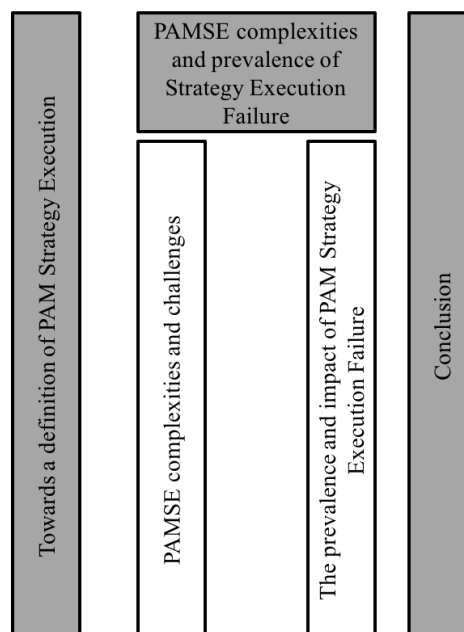 Towards a definition of PAM Strategy Execution
PAMSE complexities
and prevalence of
Strategy Execution
Failure
PAMSE complexities and challenges
The prevalence and impact of PAM Strategy
Execution Failure
Conclusion